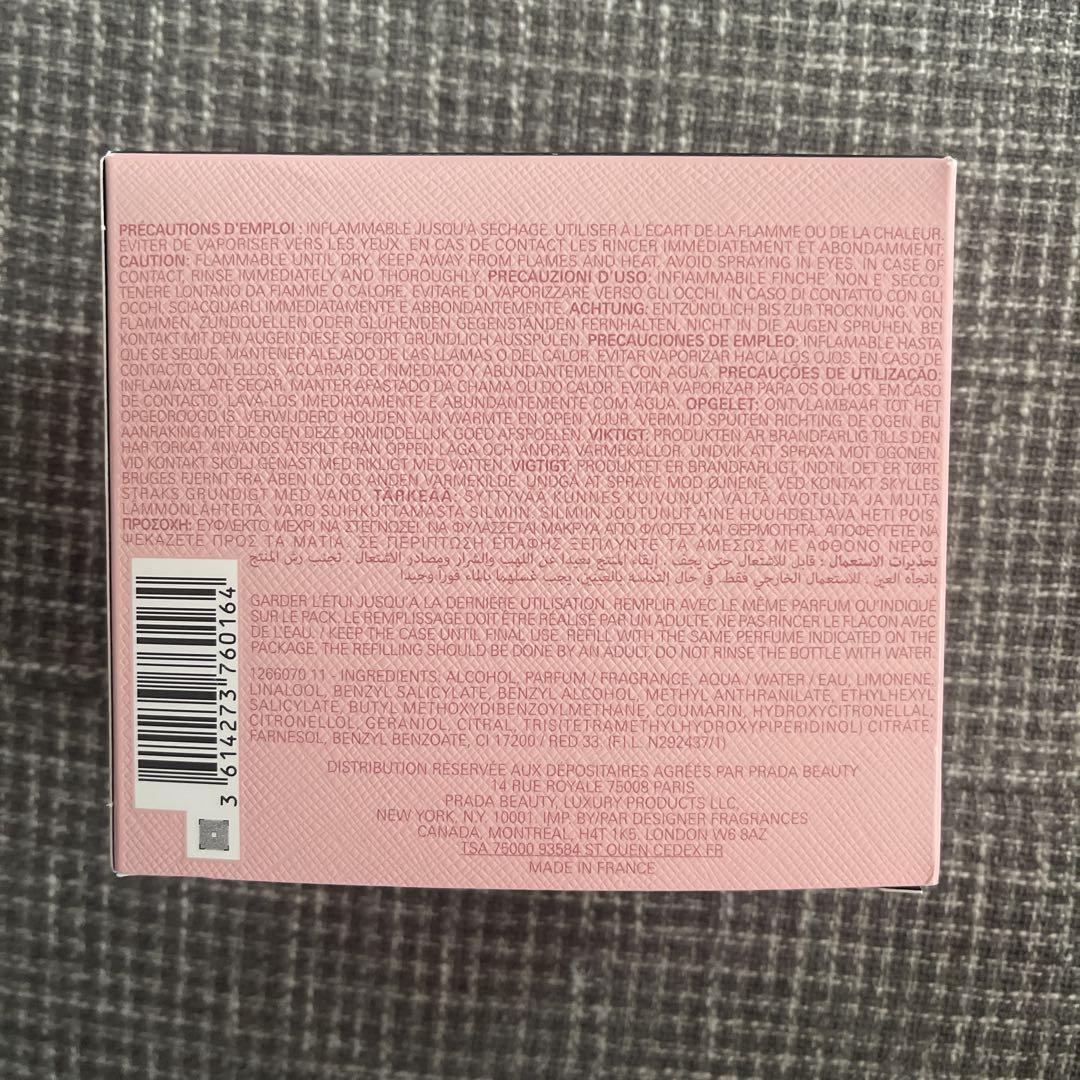 PRÉCAUTIONS D'EMPLOI : INFLAMMABLE JUSQU'À SÉCHAGE. UTILISER À L'ÉCART DE LA FLAMME OU DE LA CHALEUR.
ÉVITER DE VAPORISER VERS LES YEUX. EN CAS DE CONTACT LES RINCER IMMÉDIATEMENT ET ABONDAMMENT.
CAUTION: FLAMMABLE UNTIL DRY, KEEP AWAY FROM FLAMES AND HEAT, AVOID SPRAYING IN EYES. IN CASE OF
CONTACT, RINSE IMMEDIATELY AND THOROUGHLY. PRECAUZIONI D'USO: INFIAMMABILE FINCHE' NON E' SECCO.
TENERE LONTANO DA FIAMME O CALORE. EVITARE DI VAPORIZZARE VERSO GLI OCCHI. IN CASO DI CONTATTO CON GLI
OCCHI, SCIACQUARLI IMMEDIATAMENTE E ABBONDANTEMENTE. ACHTUNG: ENTZÜNDLICH BIS ZUR TROCKNUNG. VON
FLAMMEN, ZÜNDQUELLEN ODER GLÜHENDEN GEGENSTÄNDEN FERNHALTEN. NICHT IN DIE AUGEN SPRÜHEN. BEI
KONTAKT MIT DEN AUGEN DIESE SOFORT GRÜNDLICH AUSSPÜLEN. PRECAUCIONES DE EMPLEO: INFLAMABLE HASTA
QUE SE SEQUE. MANTENER ALEJADO DE LAS LLAMAS O DEL CALOR. EVITAR VAPORIZAR HACIA LOS OJOS. EN CASO DE
CONTACTO CON ELLOS, ACLARAR DE INMEDIATO Y ABUNDANTEMENTE CON AGUA. PRECAUÇÕES DE UTILIZAÇÃO:
INFLAMÁVEL ATÉ SECAR. MANTER AFASTADO DA CHAMA OU DO CALOR. EVITAR VAPORIZAR PARA OS OLHOS. EM CASO
DE CONTACTO, LAVÁ-LOS IMEDIATAMENTE E ABUNDANTEMENTE COM ÁGUA. OPGELET: ONTVLAMBAAR TOT HET
OPGEDROOGD IS. VERWIJDERD HOUDEN VAN WARMTE EN OPEN VUUR. VERMIJD SPUITEN RICHTING DE OGEN. BIJ
AANRAKING MET DE OGEN DEZE ONMIDDELLIJK GOED AFSPOELEN. VIKTIGT: PRODUKTEN ÄR BRANDFARLIG TILLS DEN
HAR TORKAT. ANVÄNDS ÅTSKILT FRÅN ÖPPEN LÅGA OCH ANDRA VÄRMEKÄLLOR. UNDVIK ATT SPRAYA MOT ÖGONEN.
VID KONTAKT SKÖLJ GENAST MED RIKLIGT MED VATTEN. VIGTIGT: PRODUKTET ER BRANDFARLIGT, INDTIL DET ER TØRT.
BRUGES FJERNT FRA ÅBEN ILD OG ANDEN VARMEKILDE. UNDGÅ AT SPRAYE MOD ØJNENE. VED KONTAKT SKYLLES
STRAKS GRUNDIGT MED VAND. TÄRKEÄÄ: SYTTYVÄÄ KUNNES KUIVUNUT. VÄLTÄ AVOTULTA JA MUITA
LÄMMÖNLÄHTEITÄ. VARO SUIHKUTTAMASTA SILMIIN. SILMIIN JOUTUNUT AINE HUUHDELTAVA HETI POIS.
ΠΡΟΣΟΧΗ: ΕΥΦΛΕΚΤΟ ΜΕΧΡΙ ΝΑ ΣΤΕΓΝΩΣΕΙ. ΝΑ ΦΥΛΑΣΣΕΤΑΙ ΜΑΚΡΥΑ ΑΠΟ ΦΛΟΓΕΣ ΚΑΙ ΘΕΡΜΟΤΗΤΑ. ΑΠΟΦΕΥΓΕΤΕ ΝΑ
ΨΕΚΑΖΕΤΕ ΠΡΟΣ ΤΑ ΜΑΤΙΑ. ΣΕ ΠΕΡΙΠΤΩΣΗ ΕΠΑΦΗΣ ΞΕΠΛΥΝΤΕ ΤΑ ΑΜΕΣΩΣ ΜΕ ΑΦΘΟΝΟ ΝΕΡΟ.
تحذيرات الاستعمال : قابل للاشتعال حتى يجف . إبقاء المنتج بعيدا عن اللهب والشرار ومصادر الاشتعال . تجنب رش المنتج
باتجاه العين . للاستعمال الخارجي فقط. في حال التماسه بالعينين، يجب غسلهما بالماء فوراً وجيداً
GARDER L'ÉTUI JUSQU'À LA DERNIÈRE UTILISATION. REMPLIR AVEC LE MÊME PARFUM QU'INDIQUÉ
SUR LE PACK. LE REMPLISSAGE DOIT ÊTRE RÉALISÉ PAR UN ADULTE. NE PAS RINCER LE FLACON AVEC
DE L'EAU. / KEEP THE CASE UNTIL FINAL USE. REFILL WITH THE SAME PERFUME INDICATED ON THE
PACKAGE. THE REFILLING SHOULD BE DONE BY AN ADULT. DO NOT RINSE THE BOTTLE WITH WATER.
1266070 11 - INGREDIENTS: ALCOHOL, PARFUM / FRAGRANCE, AQUA / WATER / EAU, LIMONENE,
LINALOOL, BENZYL SALICYLATE, BENZYL ALCOHOL, METHYL ANTHRANILATE, ETHYLHEXYL
SALICYLATE, BUTYL METHOXYDIBENZOYLMETHANE, COUMARIN, HYDROXYCITRONELLAL,
CITRONELLOL, GERANIOL, CITRAL, TRIS(TETRAMETHYLHYDROXYPIPERIDINOL) CITRATE,
FARNESOL, BENZYL BENZOATE, CI 17200 / RED 33. (F.I.L. N292437/1)
DISTRIBUTION RÉSERVÉE AUX DÉPOSITAIRES AGRÉÉS PAR PRADA BEAUTY
14 RUE ROYALE 75008 PARIS
PRADA BEAUTY, LUXURY PRODUCTS LLC,
NEW YORK, N.Y. 10001. IMP. BY/PAR DESIGNER FRAGRANCES
CANADA, MONTREAL, H4T 1K5. LONDON W6 8AZ
TSA 75000 93584 ST OUEN CEDEX FR
MADE IN FRANCE
3 614273 760164